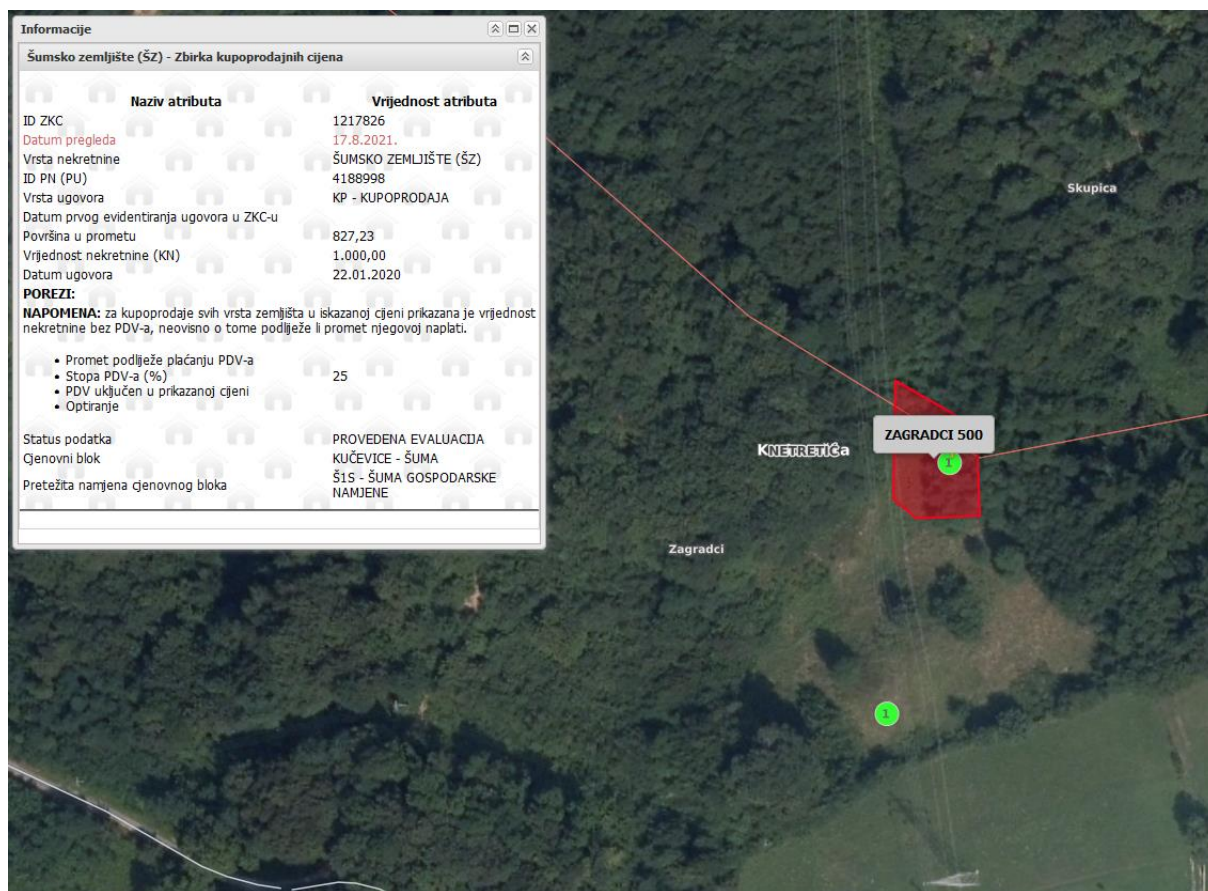 Informacije
Šumsko zemljište (ŠZ) - Zbirka kupoprodajnih cijena
Naziv atributa Vrijednost atributa
ID ZKC 1217826
Datum pregleda 17.8.2021.
Vrsta nekretnine ŠUMSKO ZEMLJIŠTE (ŠZ)
ID PN (PU) 4188998
Vrsta ugovora KP - KUPOPRODAJA
Datum prvog evidentiranja ugovora u ZKC-u
Površina u prometu 827,23
Vrijednost nekretnine (KN) 1.000,00
Datum ugovora 22.01.2020
POREZI:
NAPOMENA: za kupoprodaje svih vrsta zemljišta u iskazanoj cijeni prikazana je vrijednost
nekretnine bez PDV-a, neovisno o tome podliježe li promet njegovoj naplati.
• Promet podliježe plaćanju PDV-a
• Stopa PDV-a (%) 25
• PDV uključen u prikazanoj cijeni
• Optiranje
Status podatka PROVEDENA EVALUACIJA
Cjenovni blok KUČEVICE - ŠUMA
Pretežita namjena cjenovnog bloka Š1S - ŠUMA GOSPODARSKE
NAMJENE
Skupica
ZAGRADCI 500
1
Zagradci
1